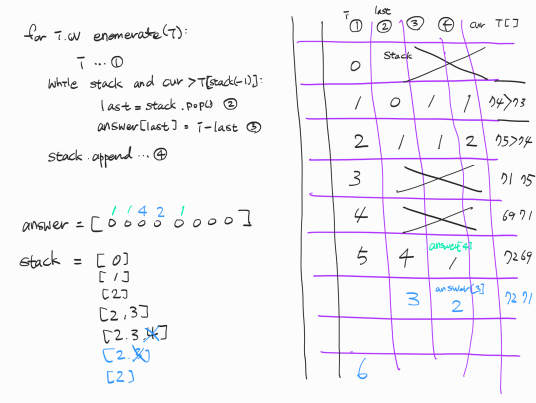 for i.cur enumerate(T):
i ... ①
while stack and cur > T[stack(-1)]:
last = stack.pop() ②
answer[last] = i-last ③
stack.append ... ④
answer = [ 0 0 0 0 0 0 0 0 ]
1 1 4 2 1
stack = [ 0]
[ 1 ]
[2]
[2,3]
[2.3.4]
[2.3]
[2]
i ① last ② ③ ④ cur T[ ]
0 Stack
1 0 1 1 74>73
2 1 1 2 75>74
3 71 75
4 69 71
5 4 answer[4] 1 72 69
3 answer[3] 2 72 71
6